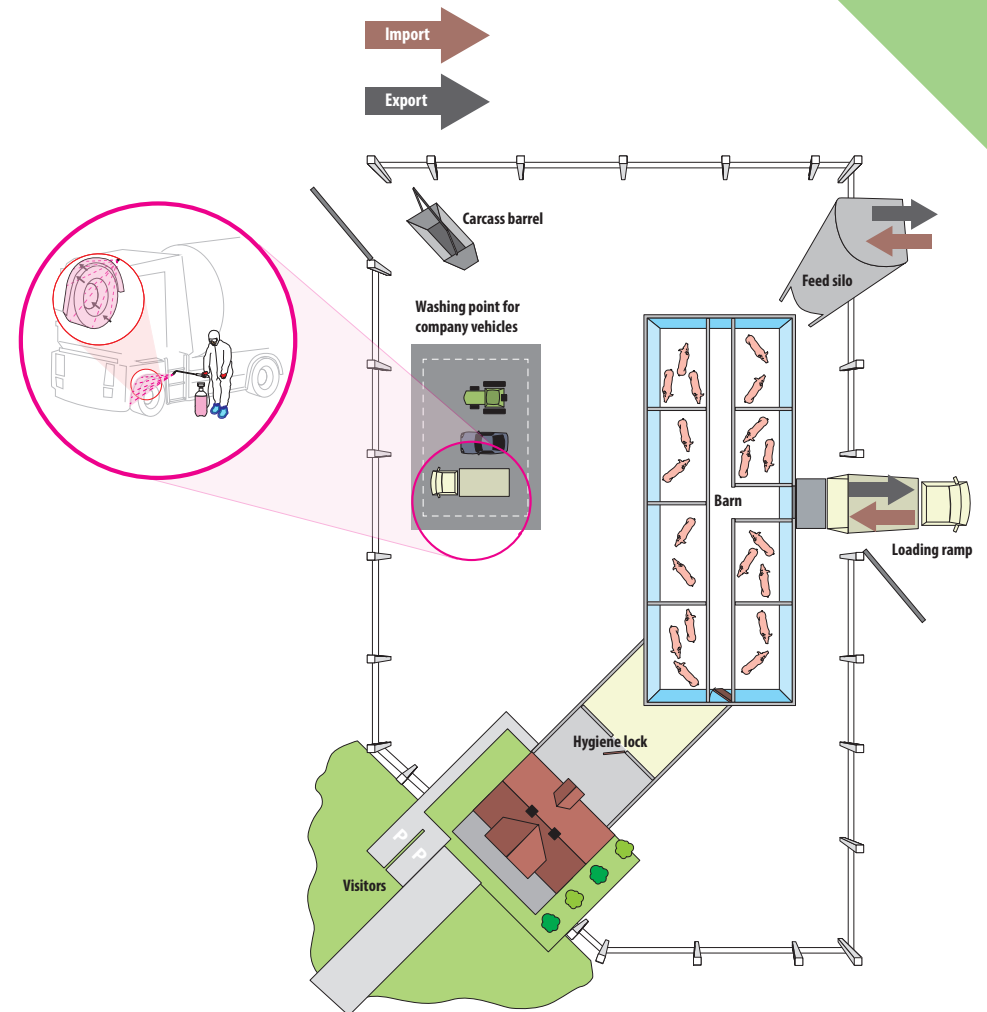 Import
Export
Carcass barrel
Feed silo
Washing point for
company vehicles
Barn
Loading ramp
Hygiene lock
P
P
Visitors